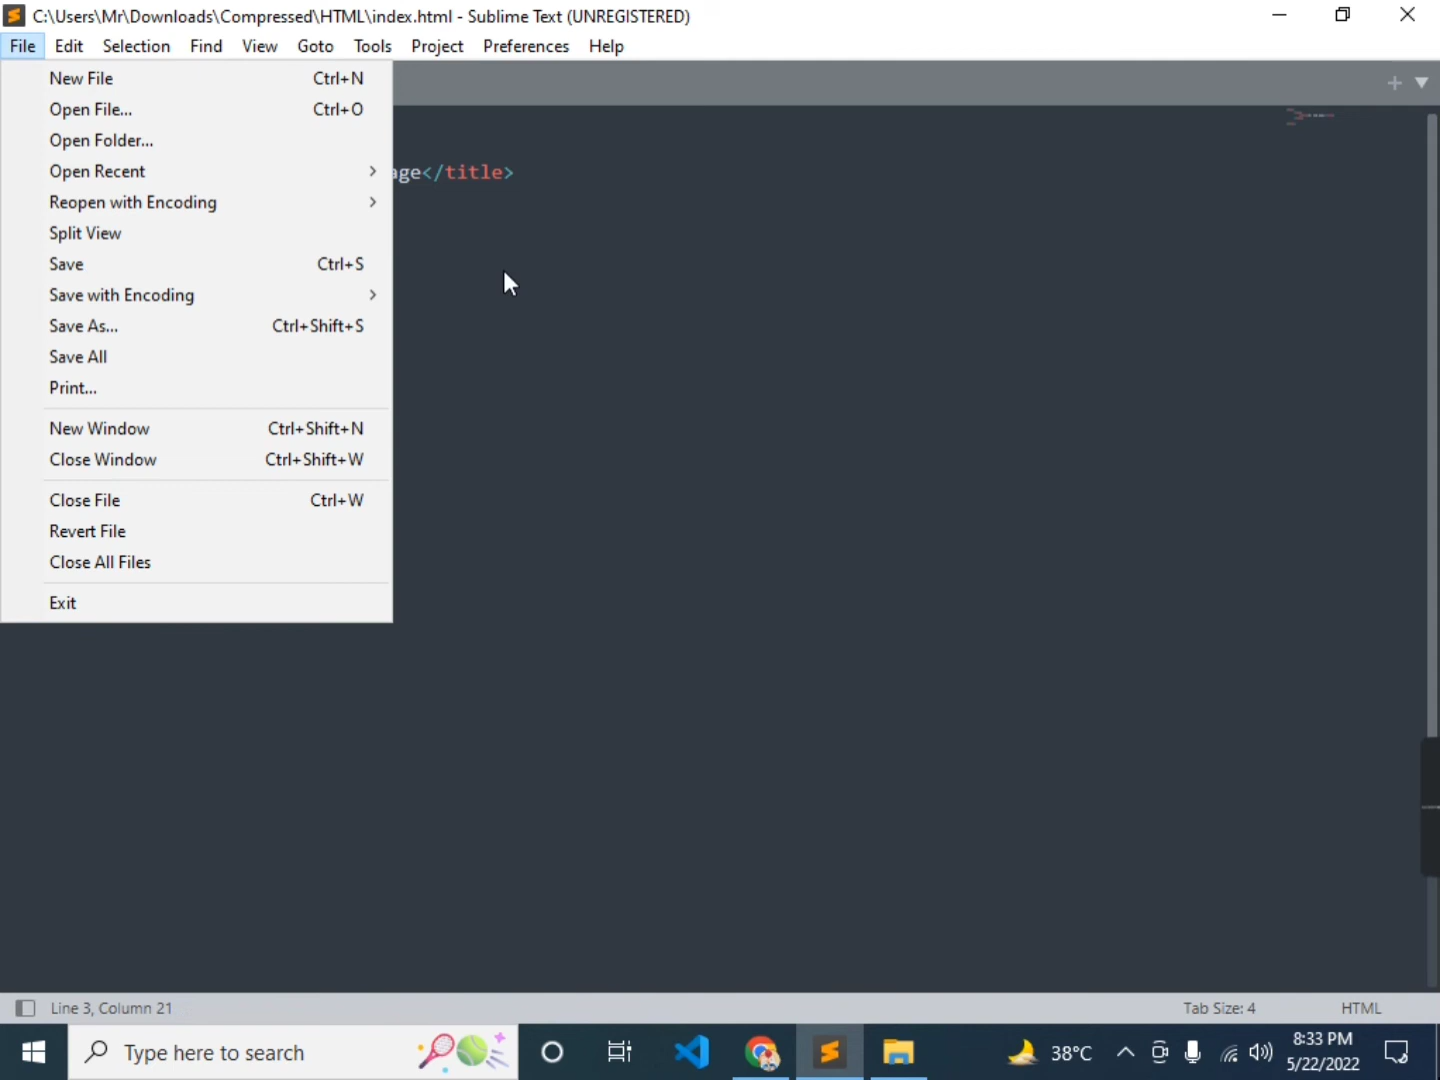 C:\Users\Mr\Downloads\Compressed\HTML\index.html - Sublime Text (UNREGISTERED)
File Edit Selection Find View Goto Tools Project Preferences Help
New File Ctrl+N
Open File... Ctrl+O
Open Folder...
Open Recent
age</title>
Reopen with Encoding
Split View
Save Ctrl+S
Save with Encoding
Save As... Ctrl+Shift+S
Save All
Print...
New Window Ctrl+Shift+N
Close Window Ctrl+Shift+W
Close File Ctrl+W
Revert File
Close All Files
Exit
Line 3, Column 21 Tab Size: 4 HTML
Type here to search 38°C 8:33 PM
5/22/2022